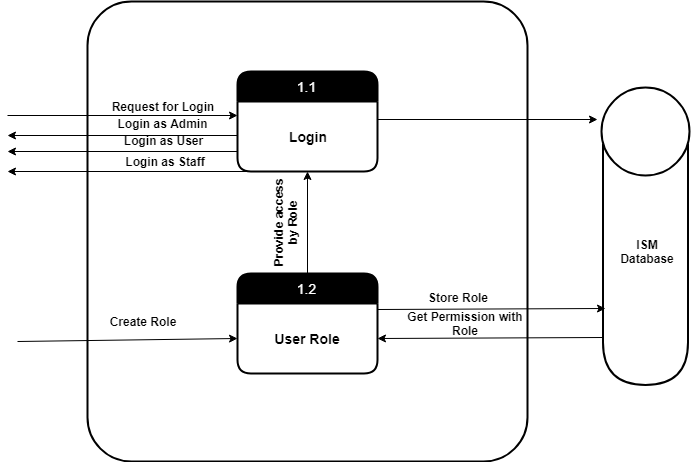 1.1
Request for Login
Login as Admin
Login as User
Login as Staff
Login
Provide access
by Role
ISM
Database
1.2
Store Role
Get Permission with
Role
Create Role
User Role